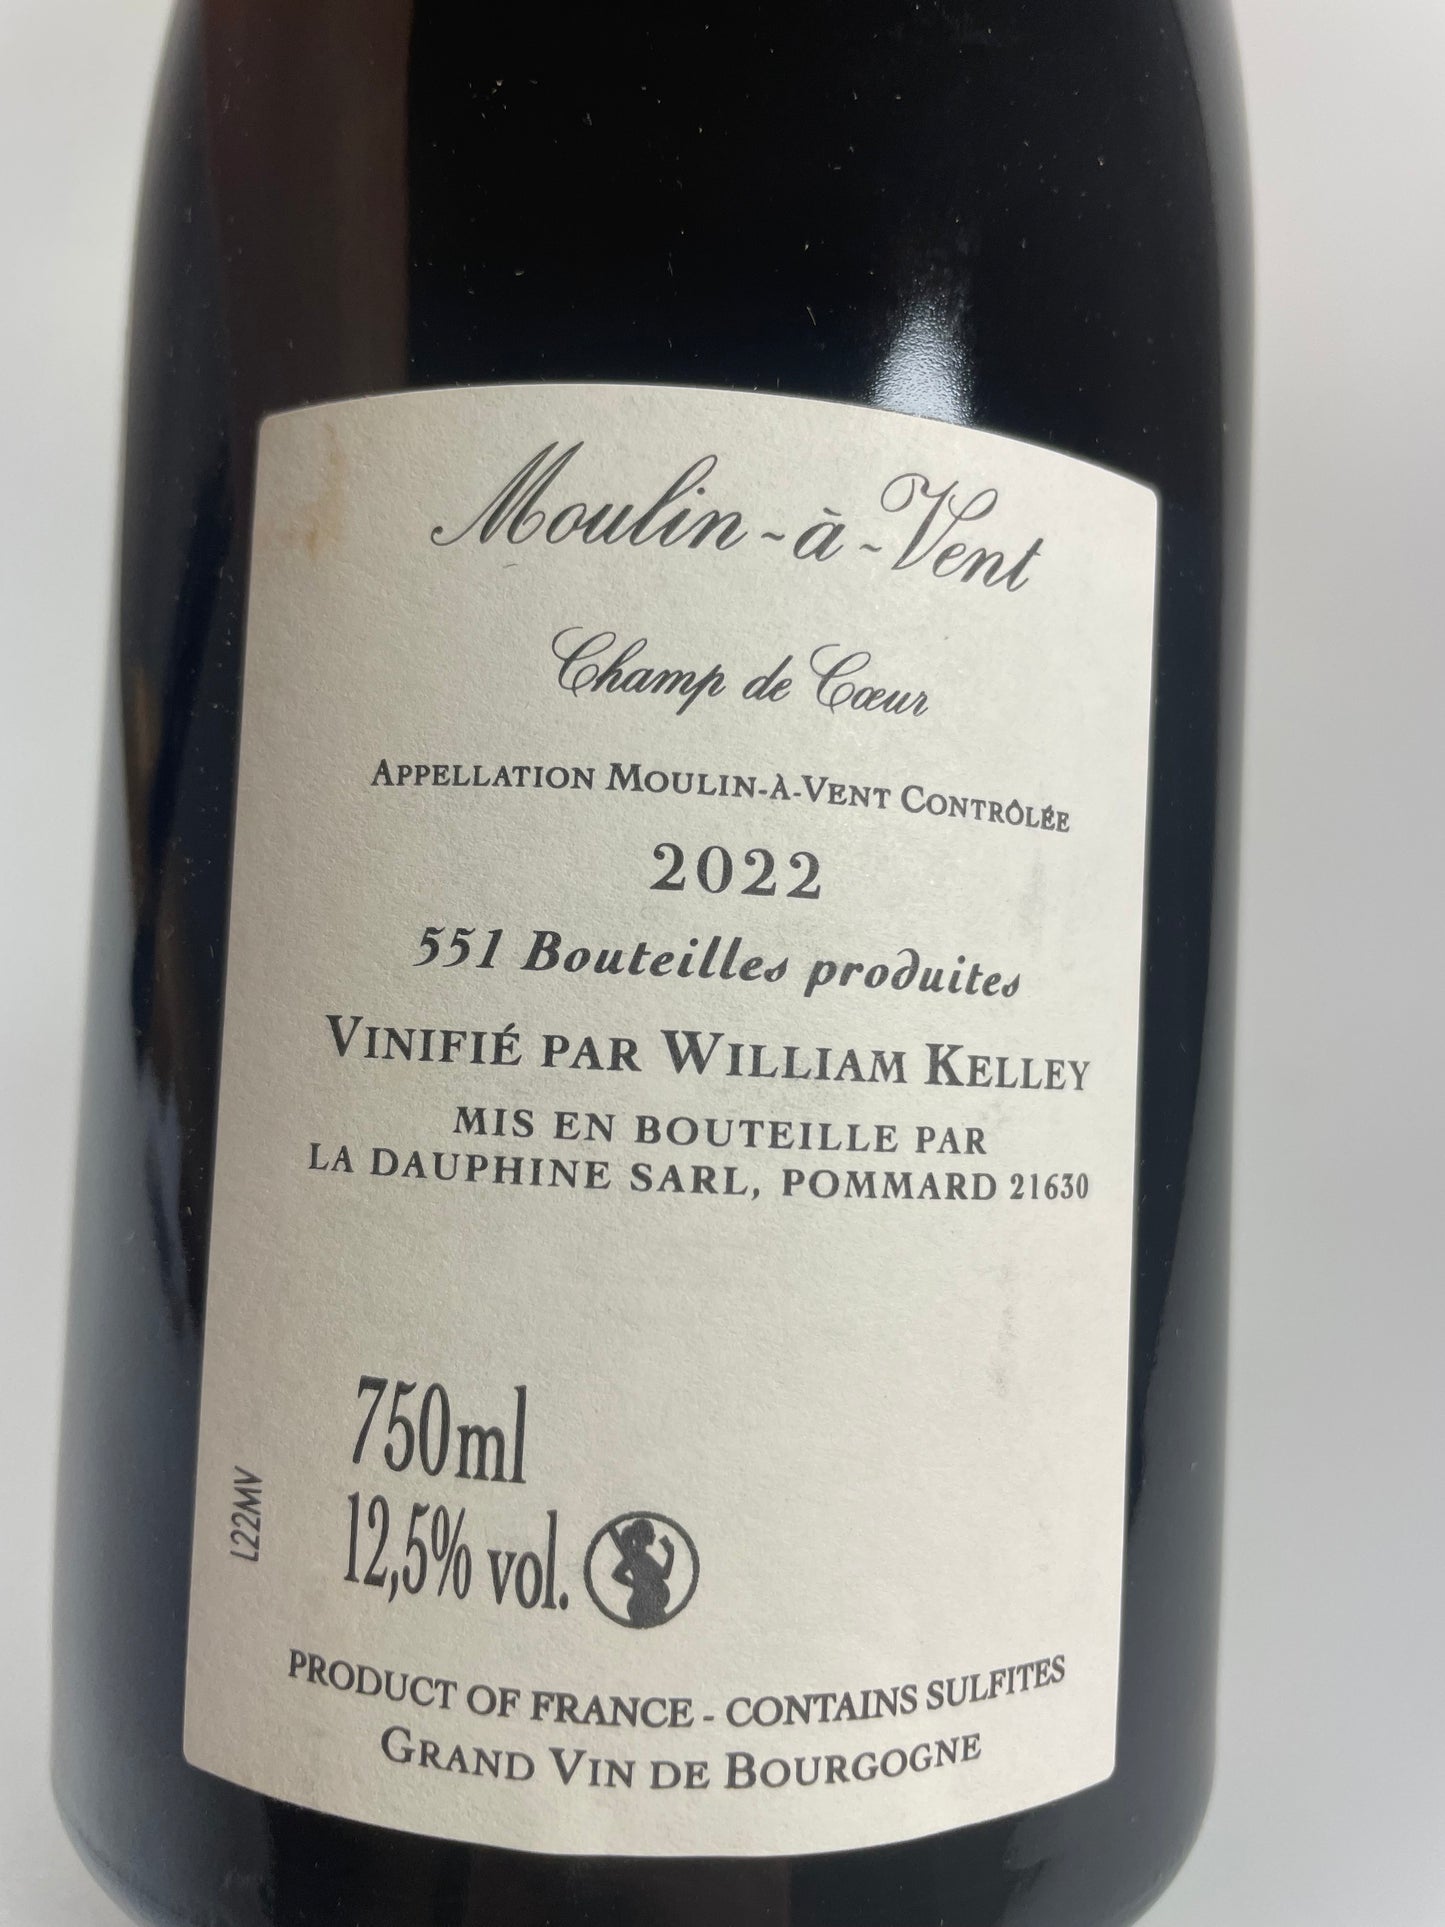 Moulin-à-Vent
Champ de Cœur
APPELLATION MOULIN-À-VENT CONTRÔLÉE
2022
551 Bouteilles produites
VINIFIÉ PAR WILLIAM KELLEY
MIS EN BOUTEILLE PAR
LA DAUPHINE SARL, POMMARD 21630
750ml
12,5% vol.
L22MV
PRODUCT OF FRANCE - CONTAINS SULFITES
GRAND VIN DE BOURGOGNE